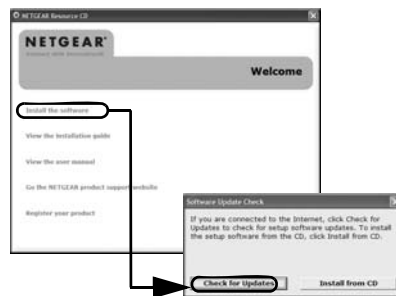 NETGEAR Resource CD
NETGEAR®
Welcome
Install the software
View the installation guide
View the user manual
Go the NETGEAR product support website
Register your product
Software Update Check
If you are connected to the Internet, click Check for
Updates to check for setup software updates. To install
the setup software from the CD, click Install from CD.
Check for Updates
Install from CD